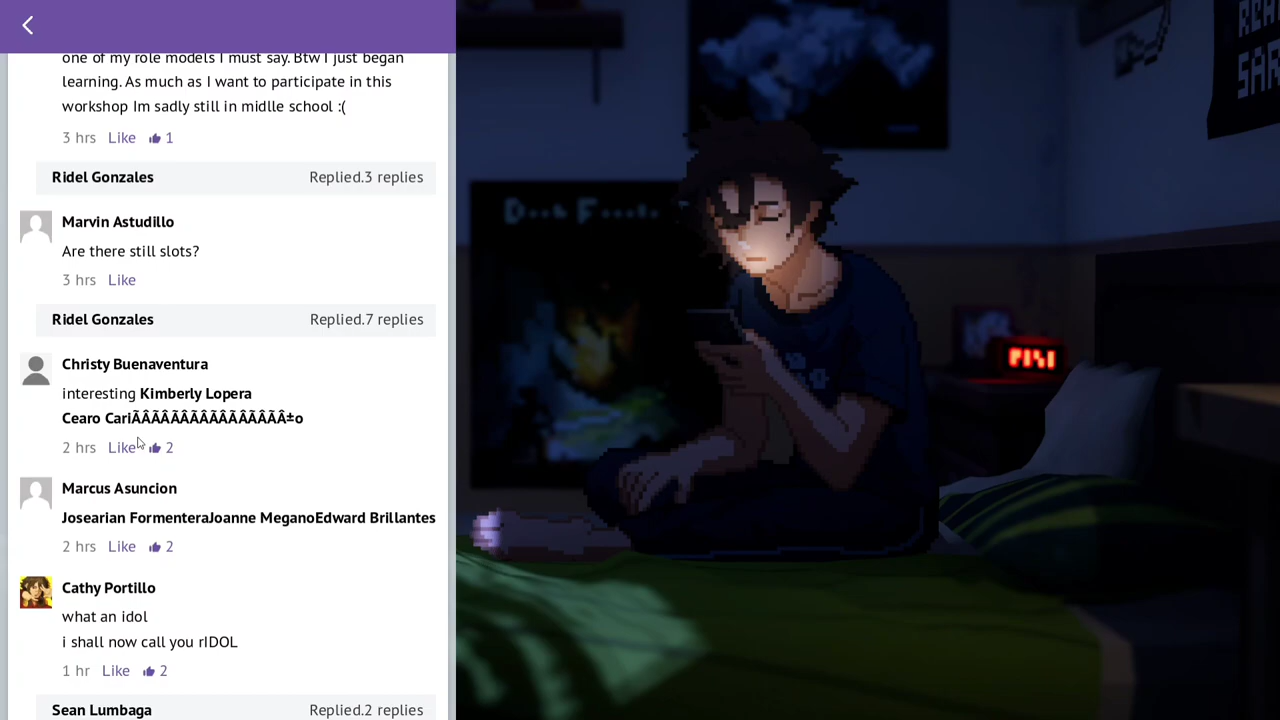 one of my role models I must say. Btw I just began
learning. As much as I want to participate in this
workshop Im sadly still in midlle school :(
3 hrs Like 1
Ridel Gonzales Replied.3 replies
Marvin Astudillo
Are there still slots?
3 hrs Like
Ridel Gonzales Replied.7 replies
Christy Buenaventura
interesting Kimberly Lopera
Cearo CariÃÂÃÂÃÂÃÂÃÂÃÂÃÂÃÂ±o
2 hrs Like 2
Marcus Asuncion
Josearian FormenteraJoanne MeganoEdward Brillantes
2 hrs Like 2
Cathy Portillo
what an idol
i shall now call you rIDOL
1 hr Like 2
Sean Lumbaga Replied.2 replies